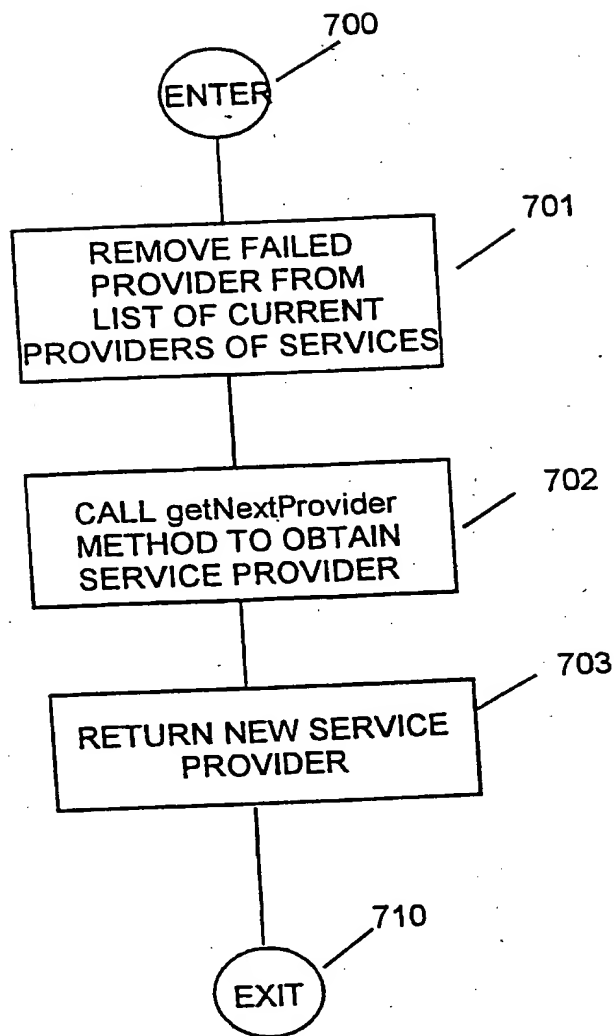 700
ENTER
701
REMOVE FAILED
PROVIDER FROM
LIST OF CURRENT
PROVIDERS OF SERVICES
702
CALL getNextProvider
METHOD TO OBTAIN
SERVICE PROVIDER
703
RETURN NEW SERVICE
PROVIDER
710
EXIT